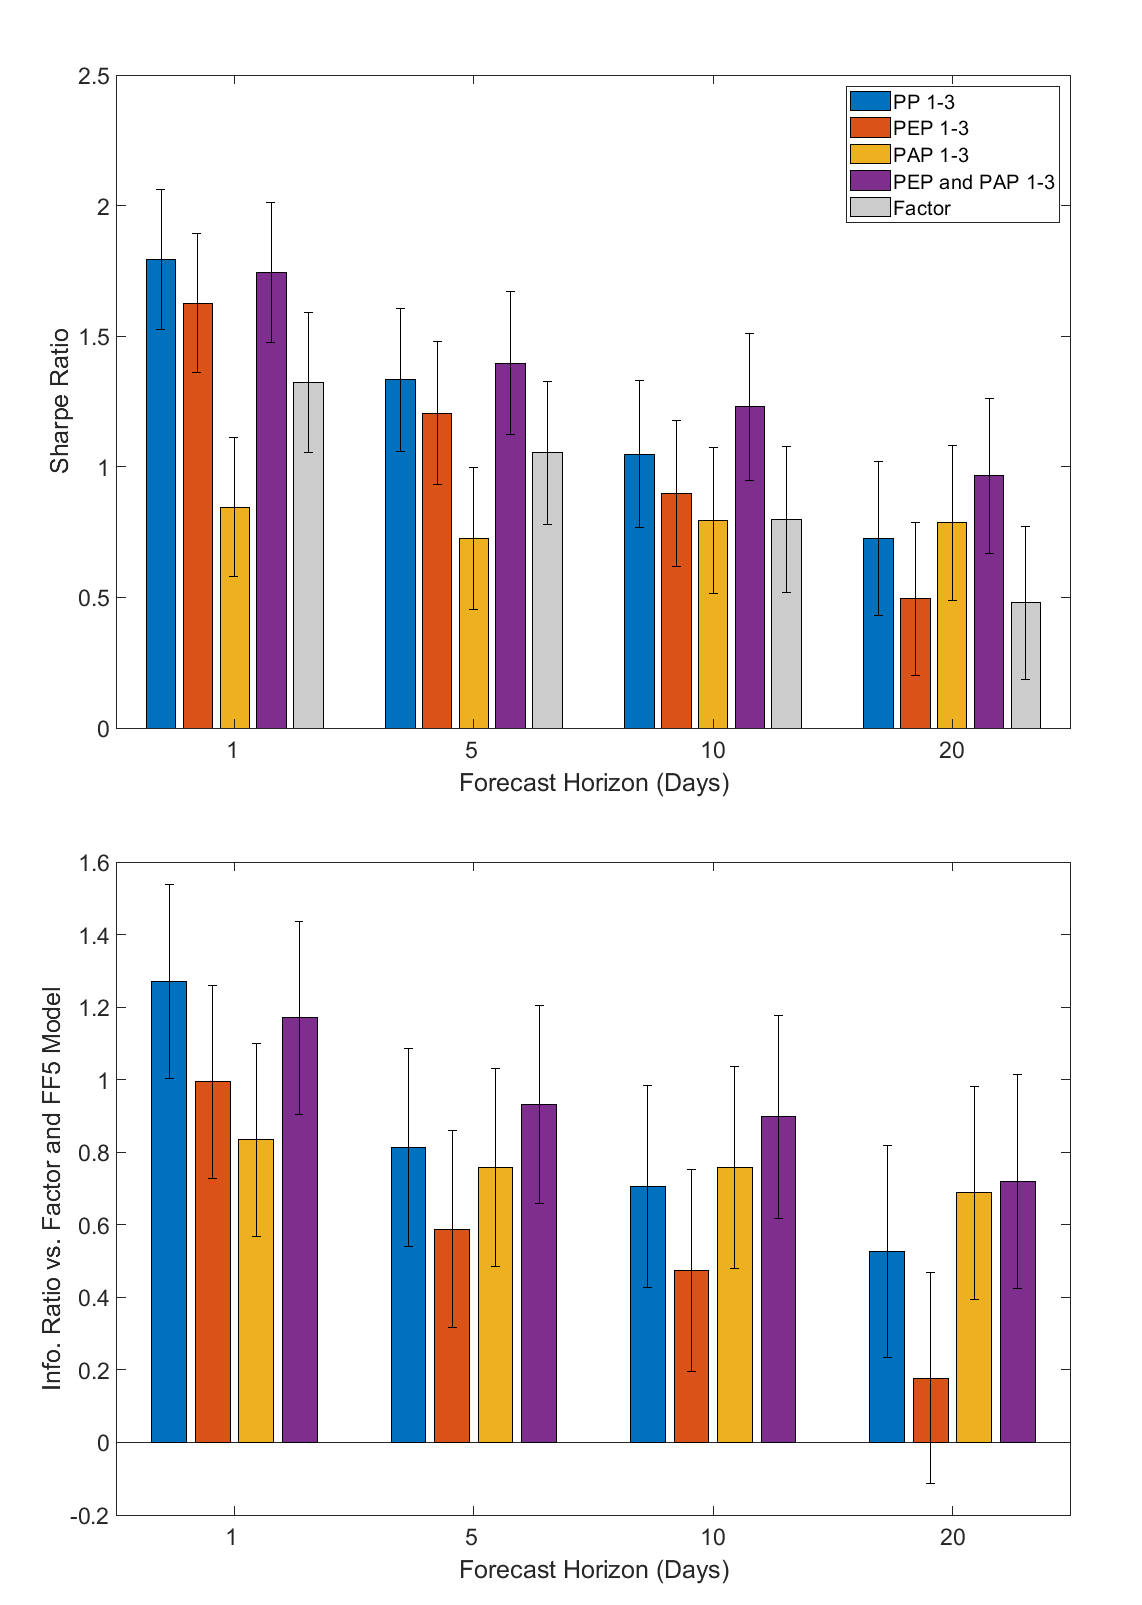 2.5
2
1.5
1
0.5
0
Sharpe Ratio
PP 1-3
PEP 1-3
PAP 1-3
PEP and PAP 1-3
Factor
1 5 10 20
Forecast Horizon (Days)
1.6
1.4
1.2
1
0.8
0.6
0.4
0.2
0
-0.2
Info. Ratio vs. Factor and FF5 Model
1 5 10 20
Forecast Horizon (Days)